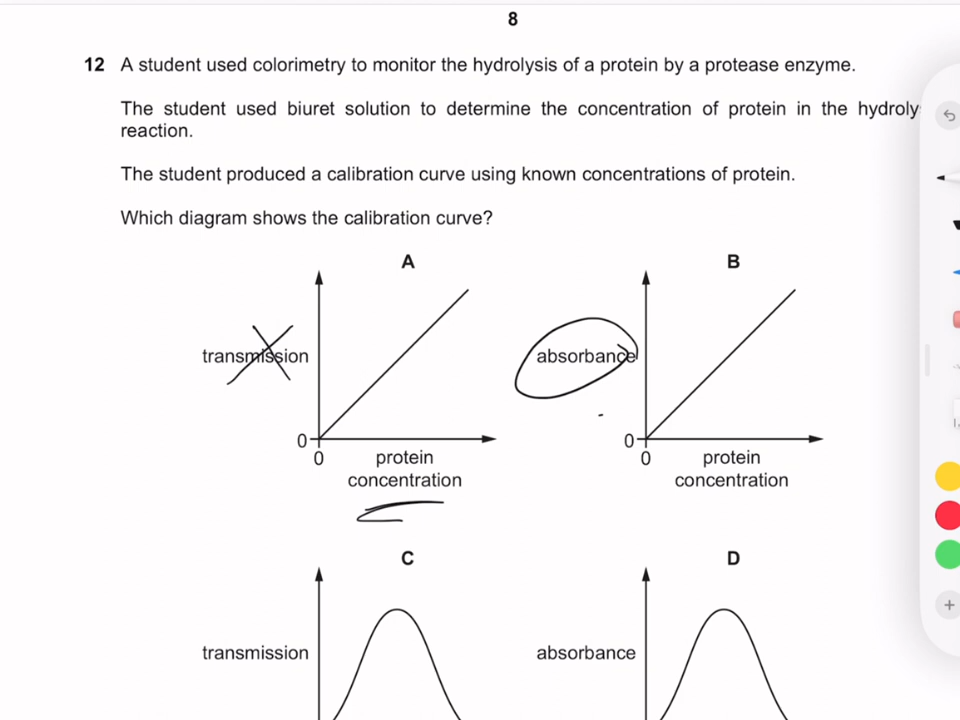 8
12 A student used colorimetry to monitor the hydrolysis of a protein by a protease enzyme.
The student used biuret solution to determine the concentration of protein in the
reaction.
The student produced a calibration curve using known concentrations of protein.
Which diagram shows the calibration curve?
A B
transmission absorbance
0 0
0 protein 0 protein
concentration concentration
C D
transmission absorbance